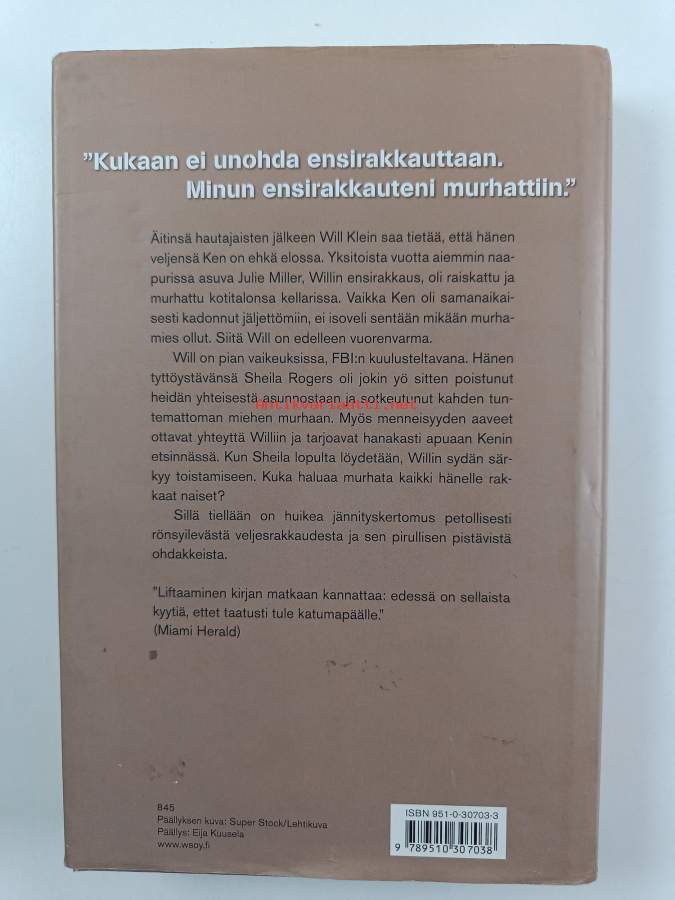 ”Kukaan ei unohda ensirakkauttaan.
Minun ensirakkauteni murhattiin.”
Äitinsä hautajaisten jälkeen Will Klein saa tietää, että hänen
veljensä Ken on ehkä elossa. Yksitoista vuotta aiemmin naa-
purissa asuva Julie Miller, Willin ensirakkaus, oli raiskattu ja
murhattu kotitalonsa kellarissa. Vaikka Ken oli samanaikai-
sesti kadonnut jäljettömiin, ei isoveli sentään mikään murha-
mies ollut. Siitä Will on edelleen vuorenvarma.
Will on pian vaikeuksissa, FBI:n kuulusteltavana. Hänen
tyttöystävänsä Sheila Rogers oli jokin yö sitten poistunut
heidän yhteisestä asunnostaan ja sotkeutunut kahden tun-
Antikvariaatti.net
temattoman miehen murhaan. Myös menneisyyden aaveet
ottavat yhteyttä Williin ja tarjoavat hanakasti apuaan Kenin
etsinnässä. Kun Sheila lopulta löydetään, Willin sydän sär-
kyy toistamiseen. Kuka haluaa murhata kaikki hänelle rak-
kaat naiset?
Sillä tiellään on huikea jännityskertomus petollisesti
rönsyilevästä veljesrakkaudesta ja sen pirullisen pistävistä
ohdakkeista.
”Liftaaminen kirjan matkaan kannattaa: edessä on sellaista
kyytiä, ettet taatusti tule katumapäälle.”
(Miami Herald)
845
Päällyksen kuva: Super Stock/Lehtikuva
Päällys: Eija Kuusela
www.wsoy.fi
ISBN 951-0-30703-3
9 789510 307038